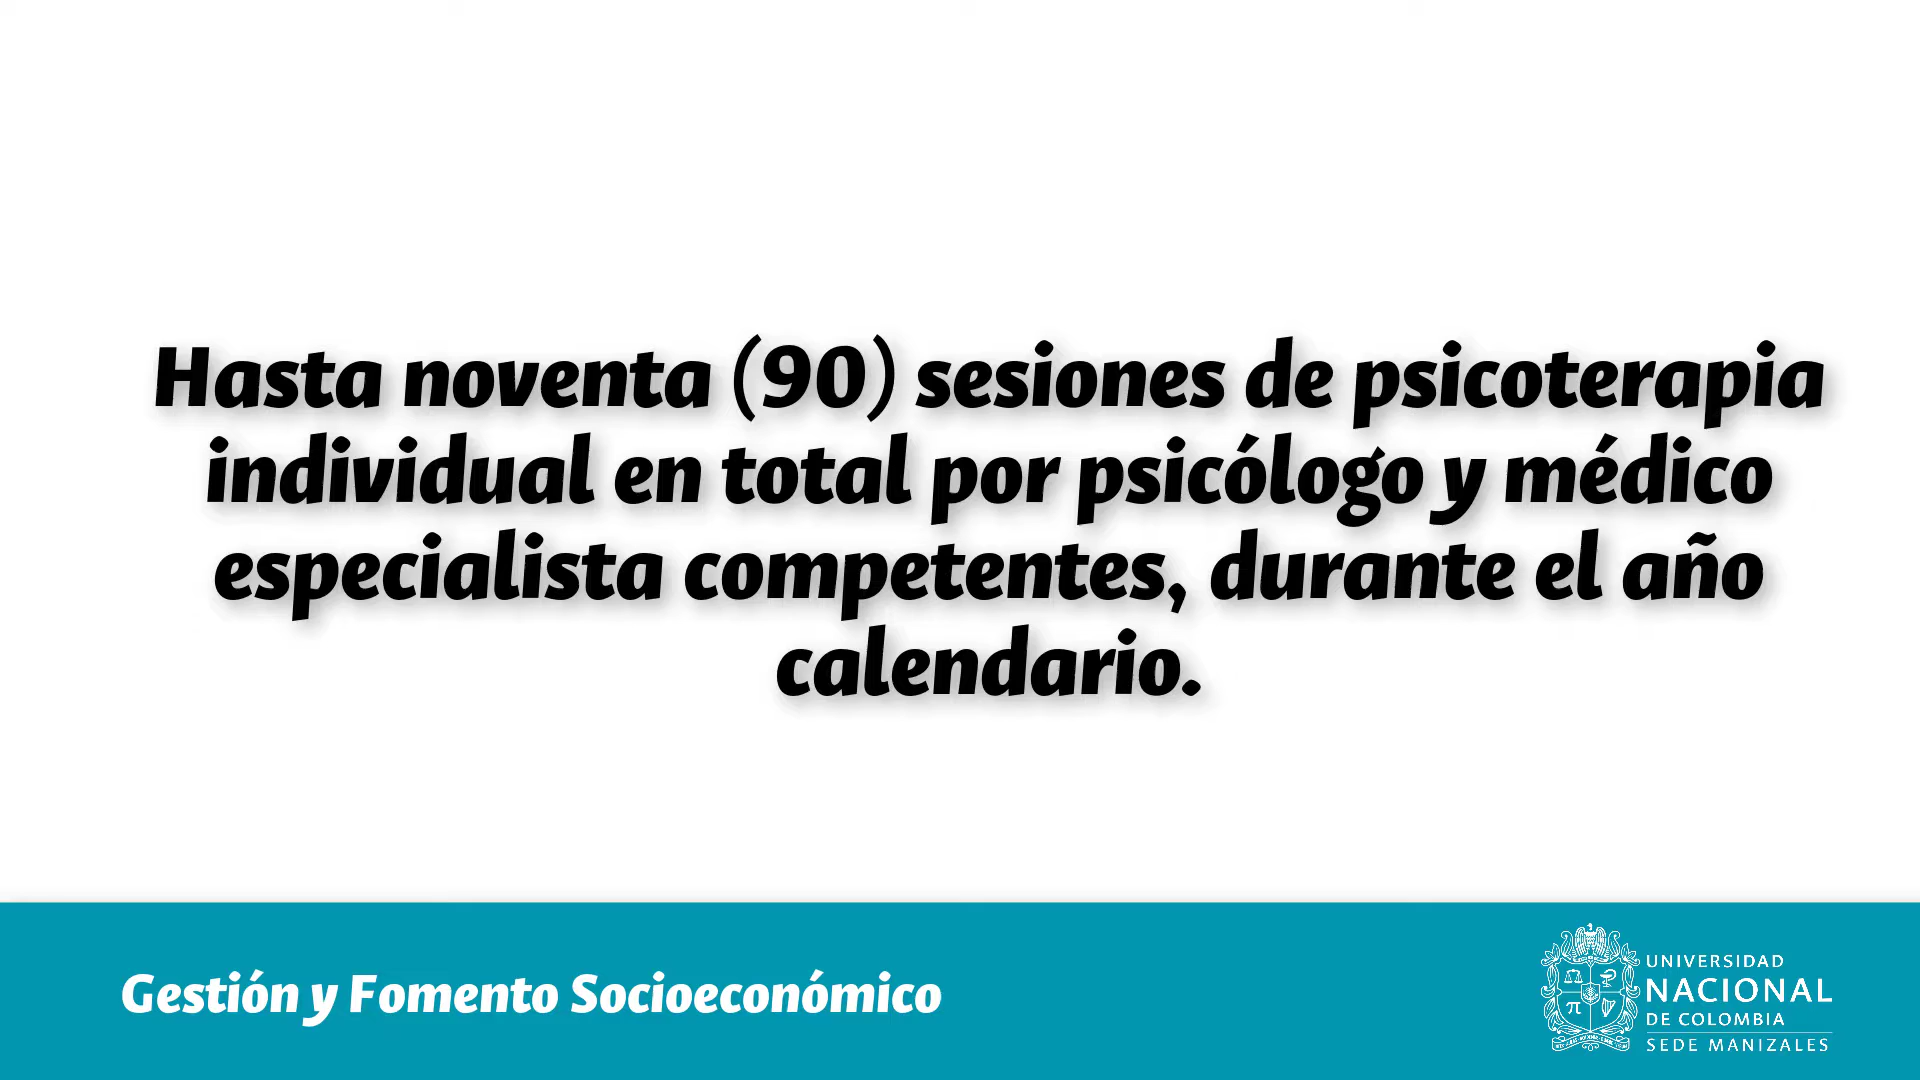 Hasta noventa (90) sesiones de psicoterapia
individual en total por psicólogo y médico
especialista competentes, durante el año
calendario.
Gestión y Fomento Socioeconómico
UNIVERSIDAD
NACIONAL
DE COLOMBIA
SEDE MANIZALES